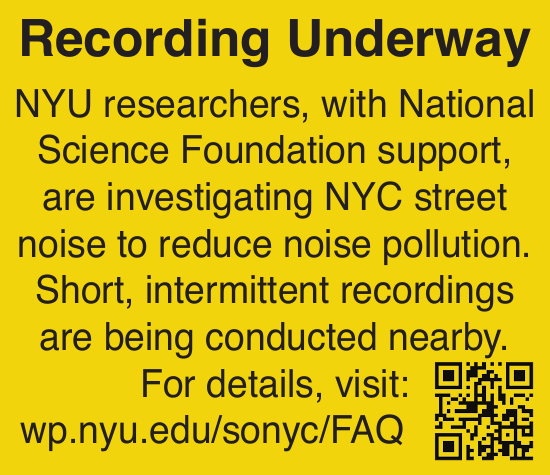 Recording Underway
NYU researchers, with National
Science Foundation support,
are investigating NYC street
noise to reduce noise pollution.
Short, intermittent recordings
are being conducted nearby.
For details, visit:
wp.nyu.edu/sonyc/FAQ